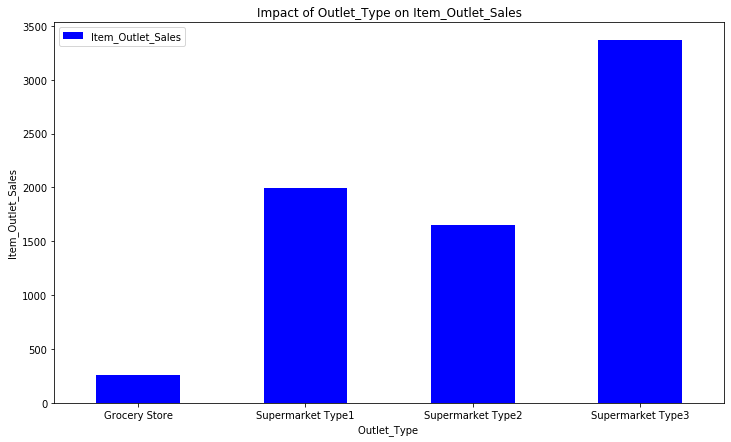 Impact of Outlet_Type on Item_Outlet_Sales
3500
Item_Outlet_Sales
3000
2500
2000
Item_Outlet_Sales
1500
1000
500
0
Grocery Store Supermarket Type1 Supermarket Type2 Supermarket Type3
Outlet_Type